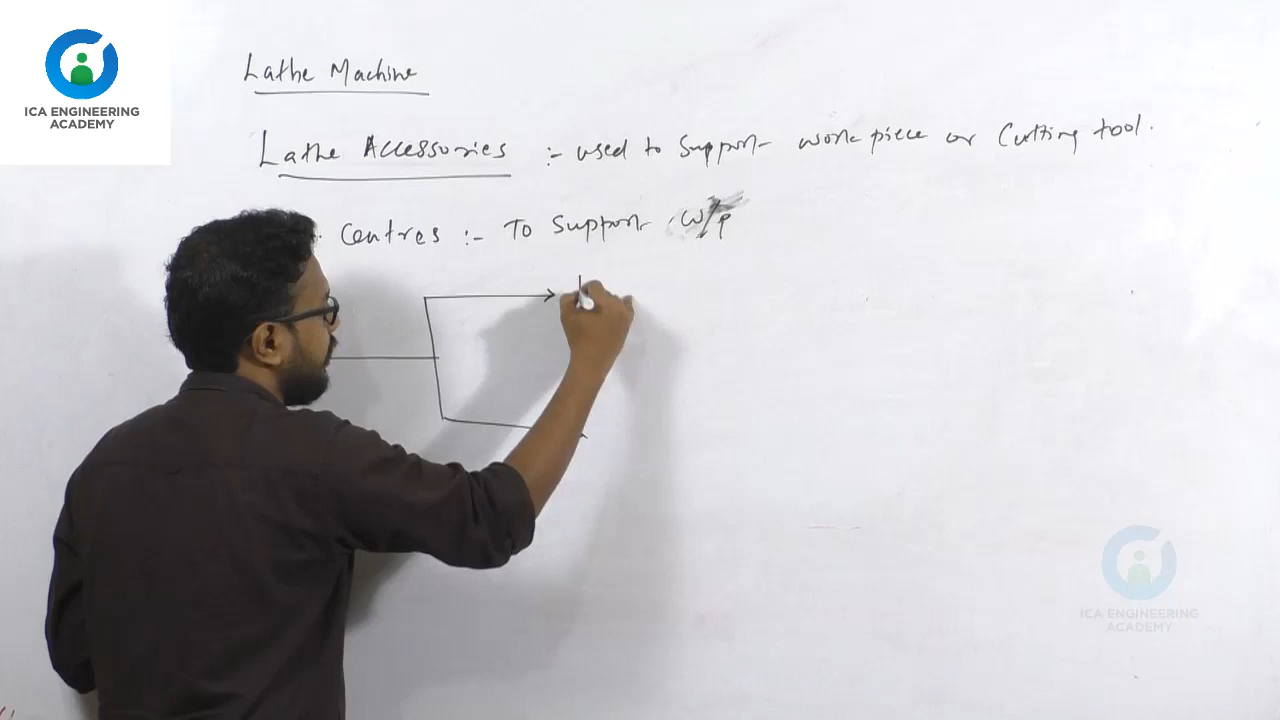 ICA ENGINEERING
ACADEMY
Lathe Machine
Lathe Accessories :- used to support work piece or Cutting tool.
Centres :- To Support W/P
ICA ENGINEERING
ACADEMY